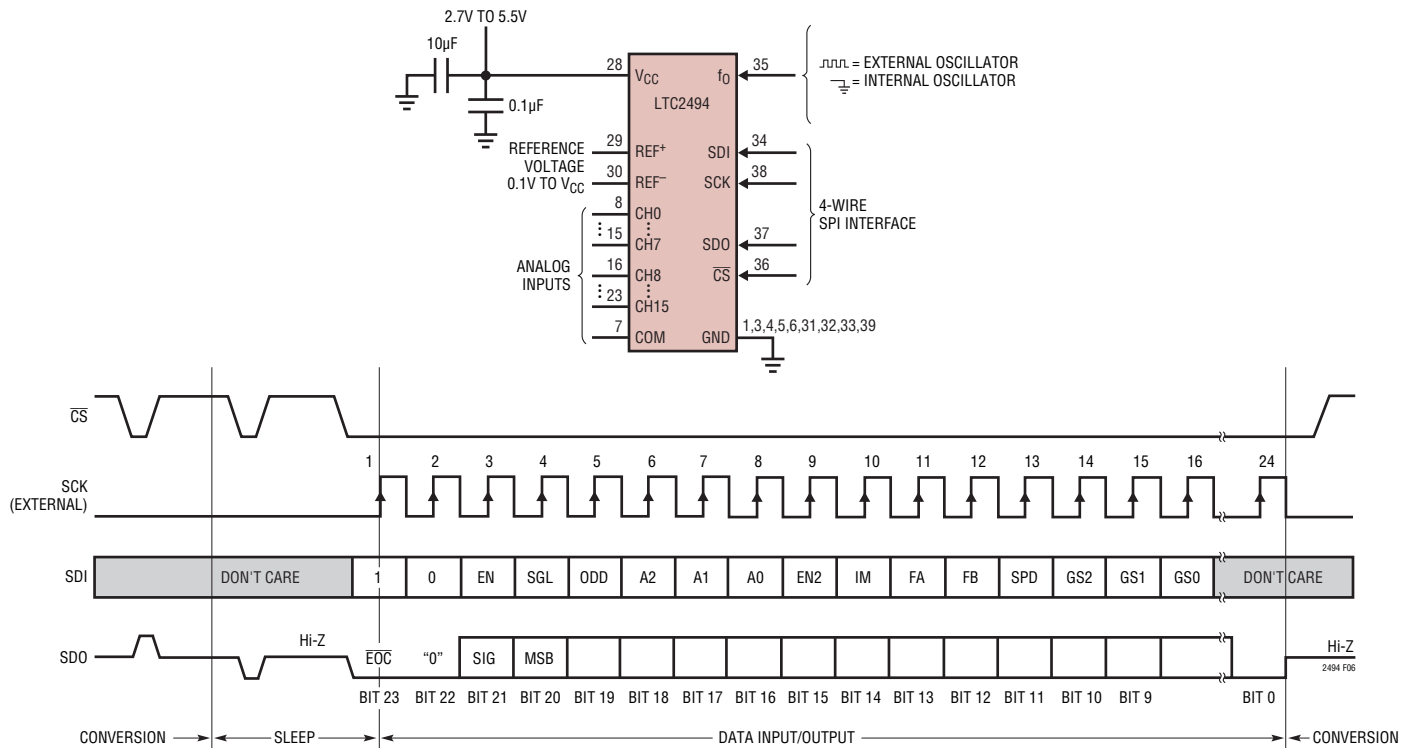 2.7V TO 5.5V
10µF
0.1µF
28
VCC
fO
35
= EXTERNAL OSCILLATOR
= INTERNAL OSCILLATOR
LTC2494
REFERENCE
VOLTAGE
0.1V TO VCC
29
REF+
SDI
34
30
REF–
SCK
38
8
CH0
15
CH7
SDO
37
4-WIRE
SPI INTERFACE
ANALOG
INPUTS
16
CH8
CS
36
23
CH15
7
COM
GND
1,3,4,5,6,31,32,33,39
CS
1 2 3 4 5 6 7 8 9 10 11 12 13 14 15 16 24
SCK
(EXTERNAL)
SDI DON'T CARE 1 0 EN SGL ODD A2 A1 A0 EN2 IM FA FB SPD GS2 GS1 GS0 DON'T CARE
SDO Hi-Z EOC “0” SIG MSB Hi-Z
2494 F06
BIT 23 BIT 22 BIT 21 BIT 20 BIT 19 BIT 18 BIT 17 BIT 16 BIT 15 BIT 14 BIT 13 BIT 12 BIT 11 BIT 10 BIT 9 BIT 0
CONVERSION SLEEP DATA INPUT/OUTPUT CONVERSION